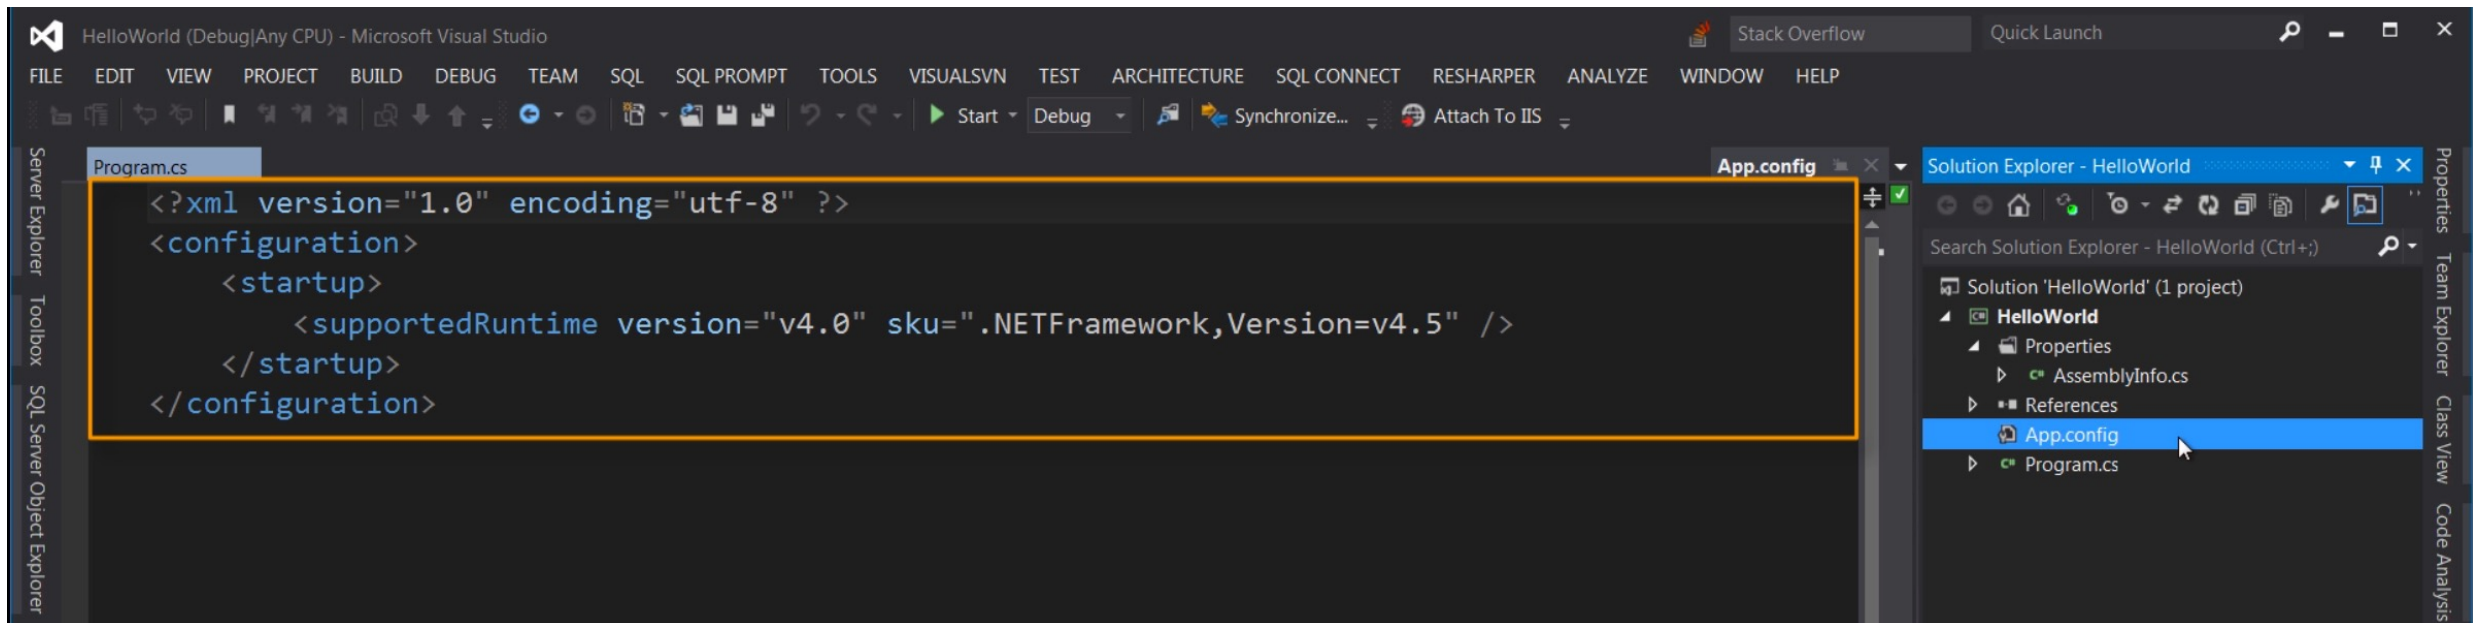 HelloWorld (Debug|Any CPU) - Microsoft Visual Studio
Stack Overflow
Quick Launch
FILE EDIT VIEW PROJECT BUILD DEBUG TEAM SQL SQL PROMPT TOOLS VISUALSVN TEST ARCHITECTURE SQL CONNECT RESHARPER ANALYZE WINDOW HELP
Start Debug Synchronize... Attach To IIS
Server Explorer
Toolbox
SQL Server Object Explorer
Program.cs
App.config
<?xml version="1.0" encoding="utf-8" ?>
<configuration>
<startup>
<supportedRuntime version="v4.0" sku=".NETFramework,Version=v4.5" />
</startup>
</configuration>
Solution Explorer - HelloWorld
Search Solution Explorer - HelloWorld (Ctrl+;)
Solution 'HelloWorld' (1 project)
HelloWorld
Properties
AssemblyInfo.cs
References
App.config
Program.cs
Properties
Team Explorer
Class View
Code Analysis